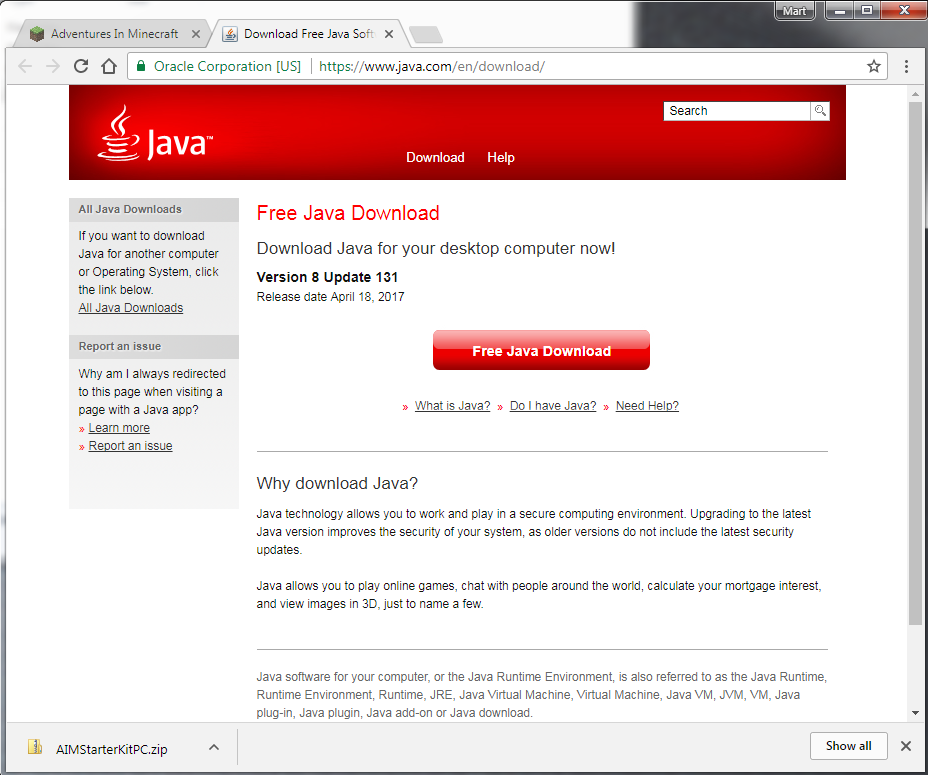 Mart
Adventures In Minecraft
Download Free Java Soft
Oracle Corporation [US]
https://www.java.com/en/download/
Java™
Search
Download Help
All Java Downloads
If you want to download
Java for another computer
or Operating System, click
the link below.
All Java Downloads
Report an issue
Why am I always redirected
to this page when visiting a
page with a Java app?
» Learn more
» Report an issue
Free Java Download
Download Java for your desktop computer now!
Version 8 Update 131
Release date April 18, 2017
Free Java Download
» What is Java? » Do I have Java? » Need Help?
Why download Java?
Java technology allows you to work and play in a secure computing environment. Upgrading to the latest
Java version improves the security of your system, as older versions do not include the latest security
updates.
Java allows you to play online games, chat with people around the world, calculate your mortgage interest,
and view images in 3D, just to name a few.
Java software for your computer, or the Java Runtime Environment, is also referred to as the Java Runtime,
Runtime Environment, Runtime, JRE, Java Virtual Machine, Virtual Machine, Java VM, JVM, VM, Java
plug-in, Java plugin, Java add-on or Java download.
AIMStarterKitPC.zip
Show all